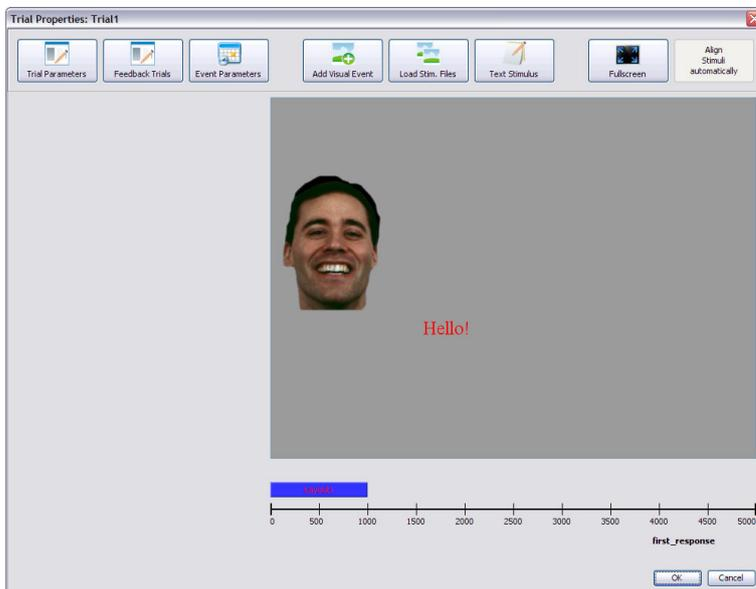 Trial Properties: Trial1
Trial Parameters
Feedback Trials
Event Parameters
Add Visual Event
Load Stim. Files
Text Stimulus
Fullscreen
Align
Stimuli
automatically
Hello!
0 500 1000 1500 2000 2500 3000 3500 4000 4500 5000
first_response
OK Cancel